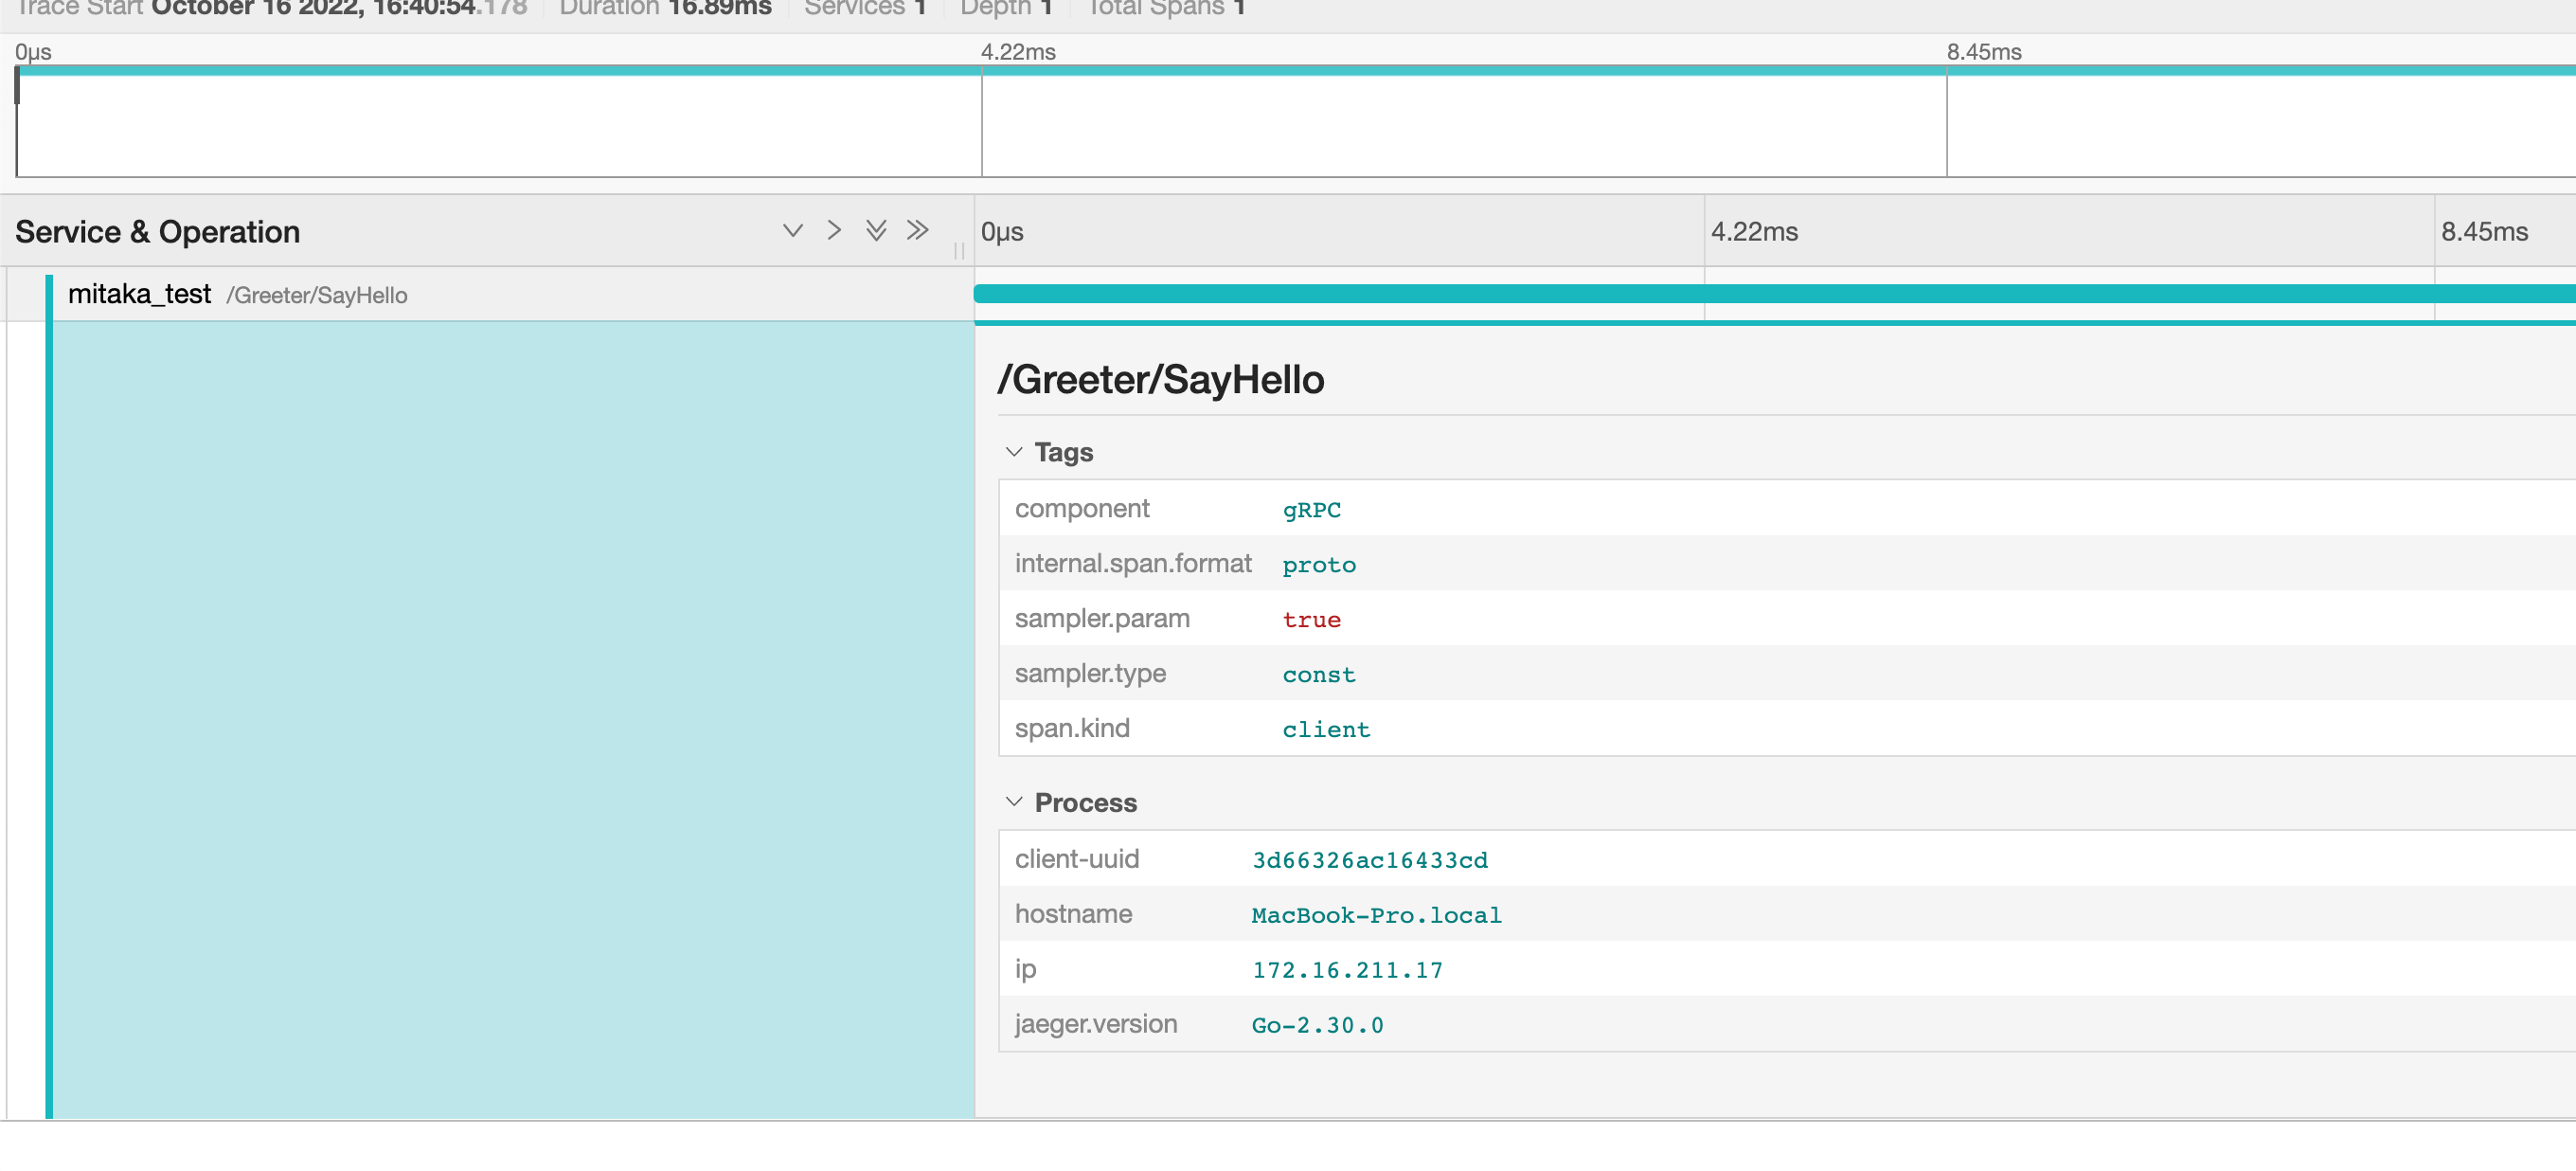 Trace Start October 16 2022, 16:40:54.178 Duration 16.89ms Services 1 Depth 1 Total Spans 1
0µs 4.22ms 8.45ms
Service & Operation 0µs 4.22ms 8.45ms
mitaka_test /Greeter/SayHello
/Greeter/SayHello
Tags
component gRPC
internal.span.format proto
sampler.param true
sampler.type const
span.kind client
Process
client-uuid 3d66326ac16433cd
hostname MacBook-Pro.local
ip 172.16.211.17
jaeger.version Go-2.30.0